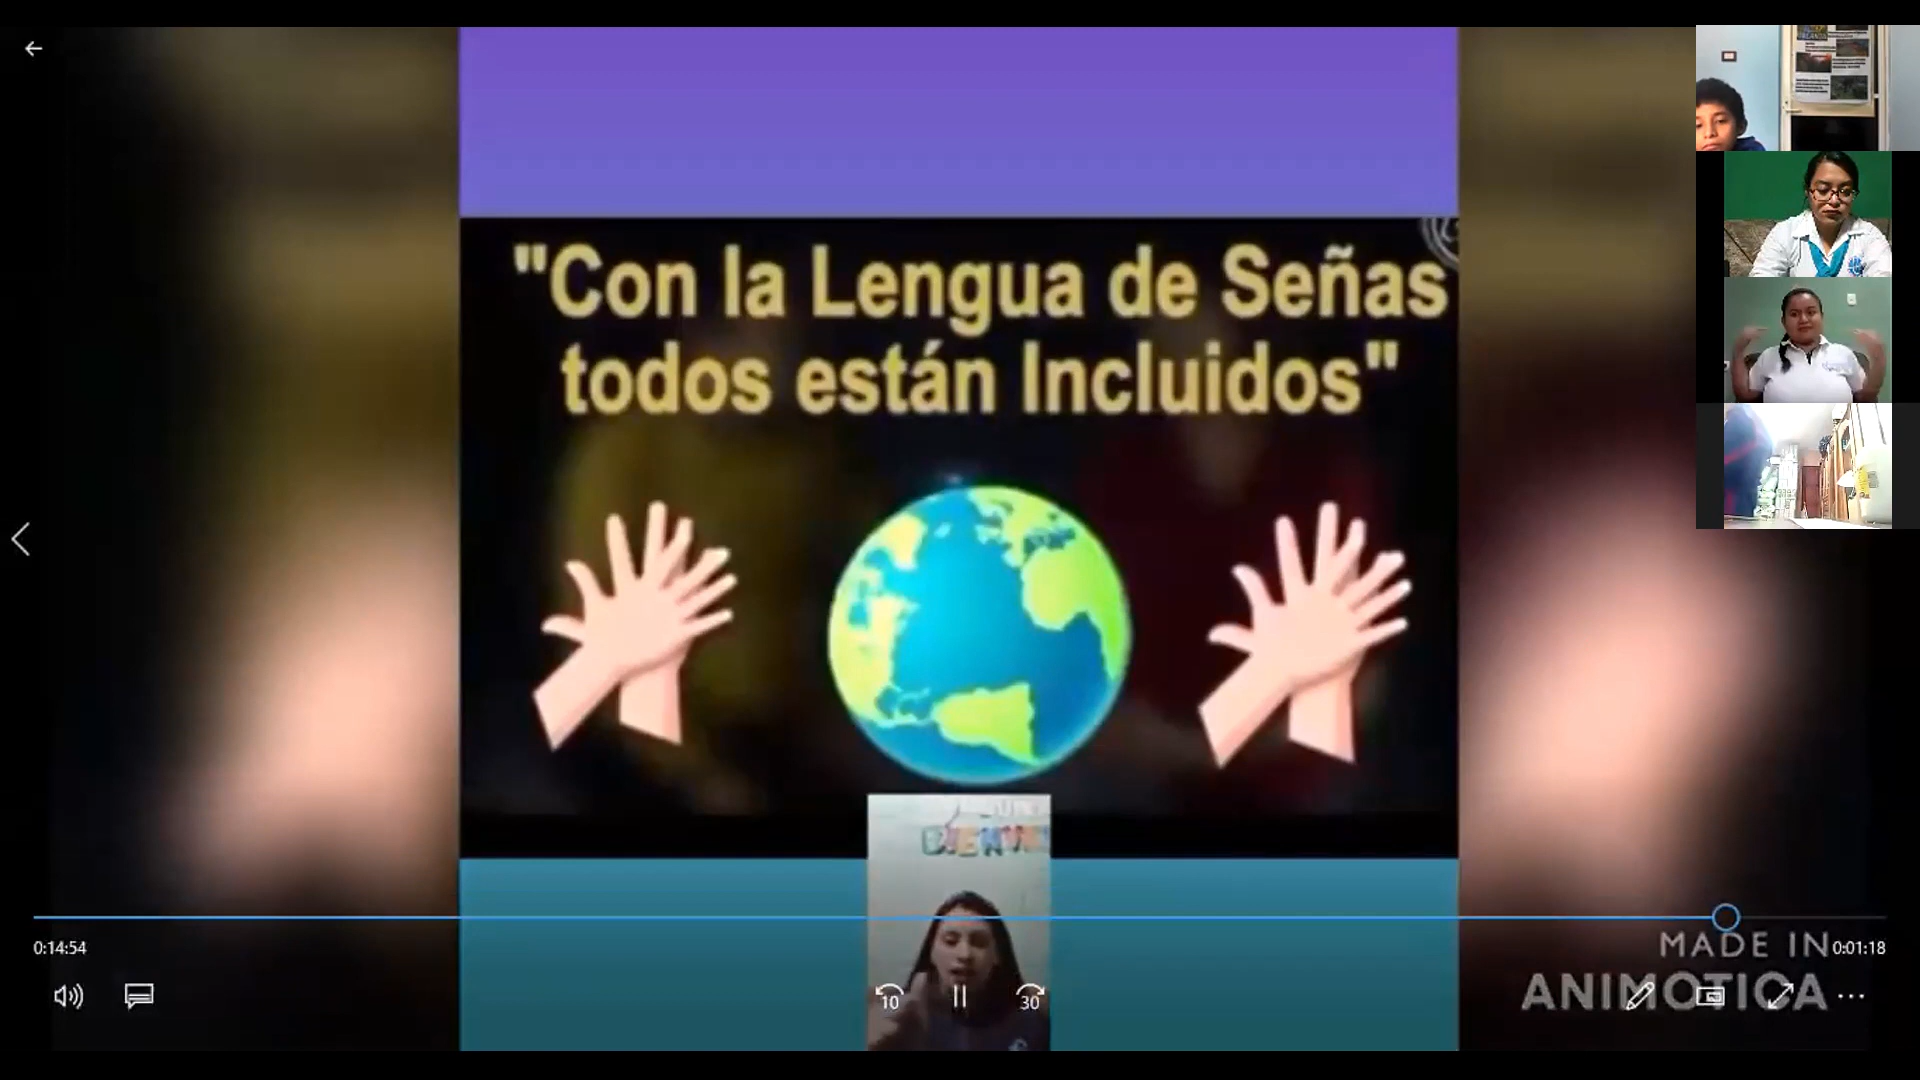 "Con la Lengua de Señas
todos están Incluidos"
0:14:54
10
30
MADE IN
ANIMOTICA
0:01:18